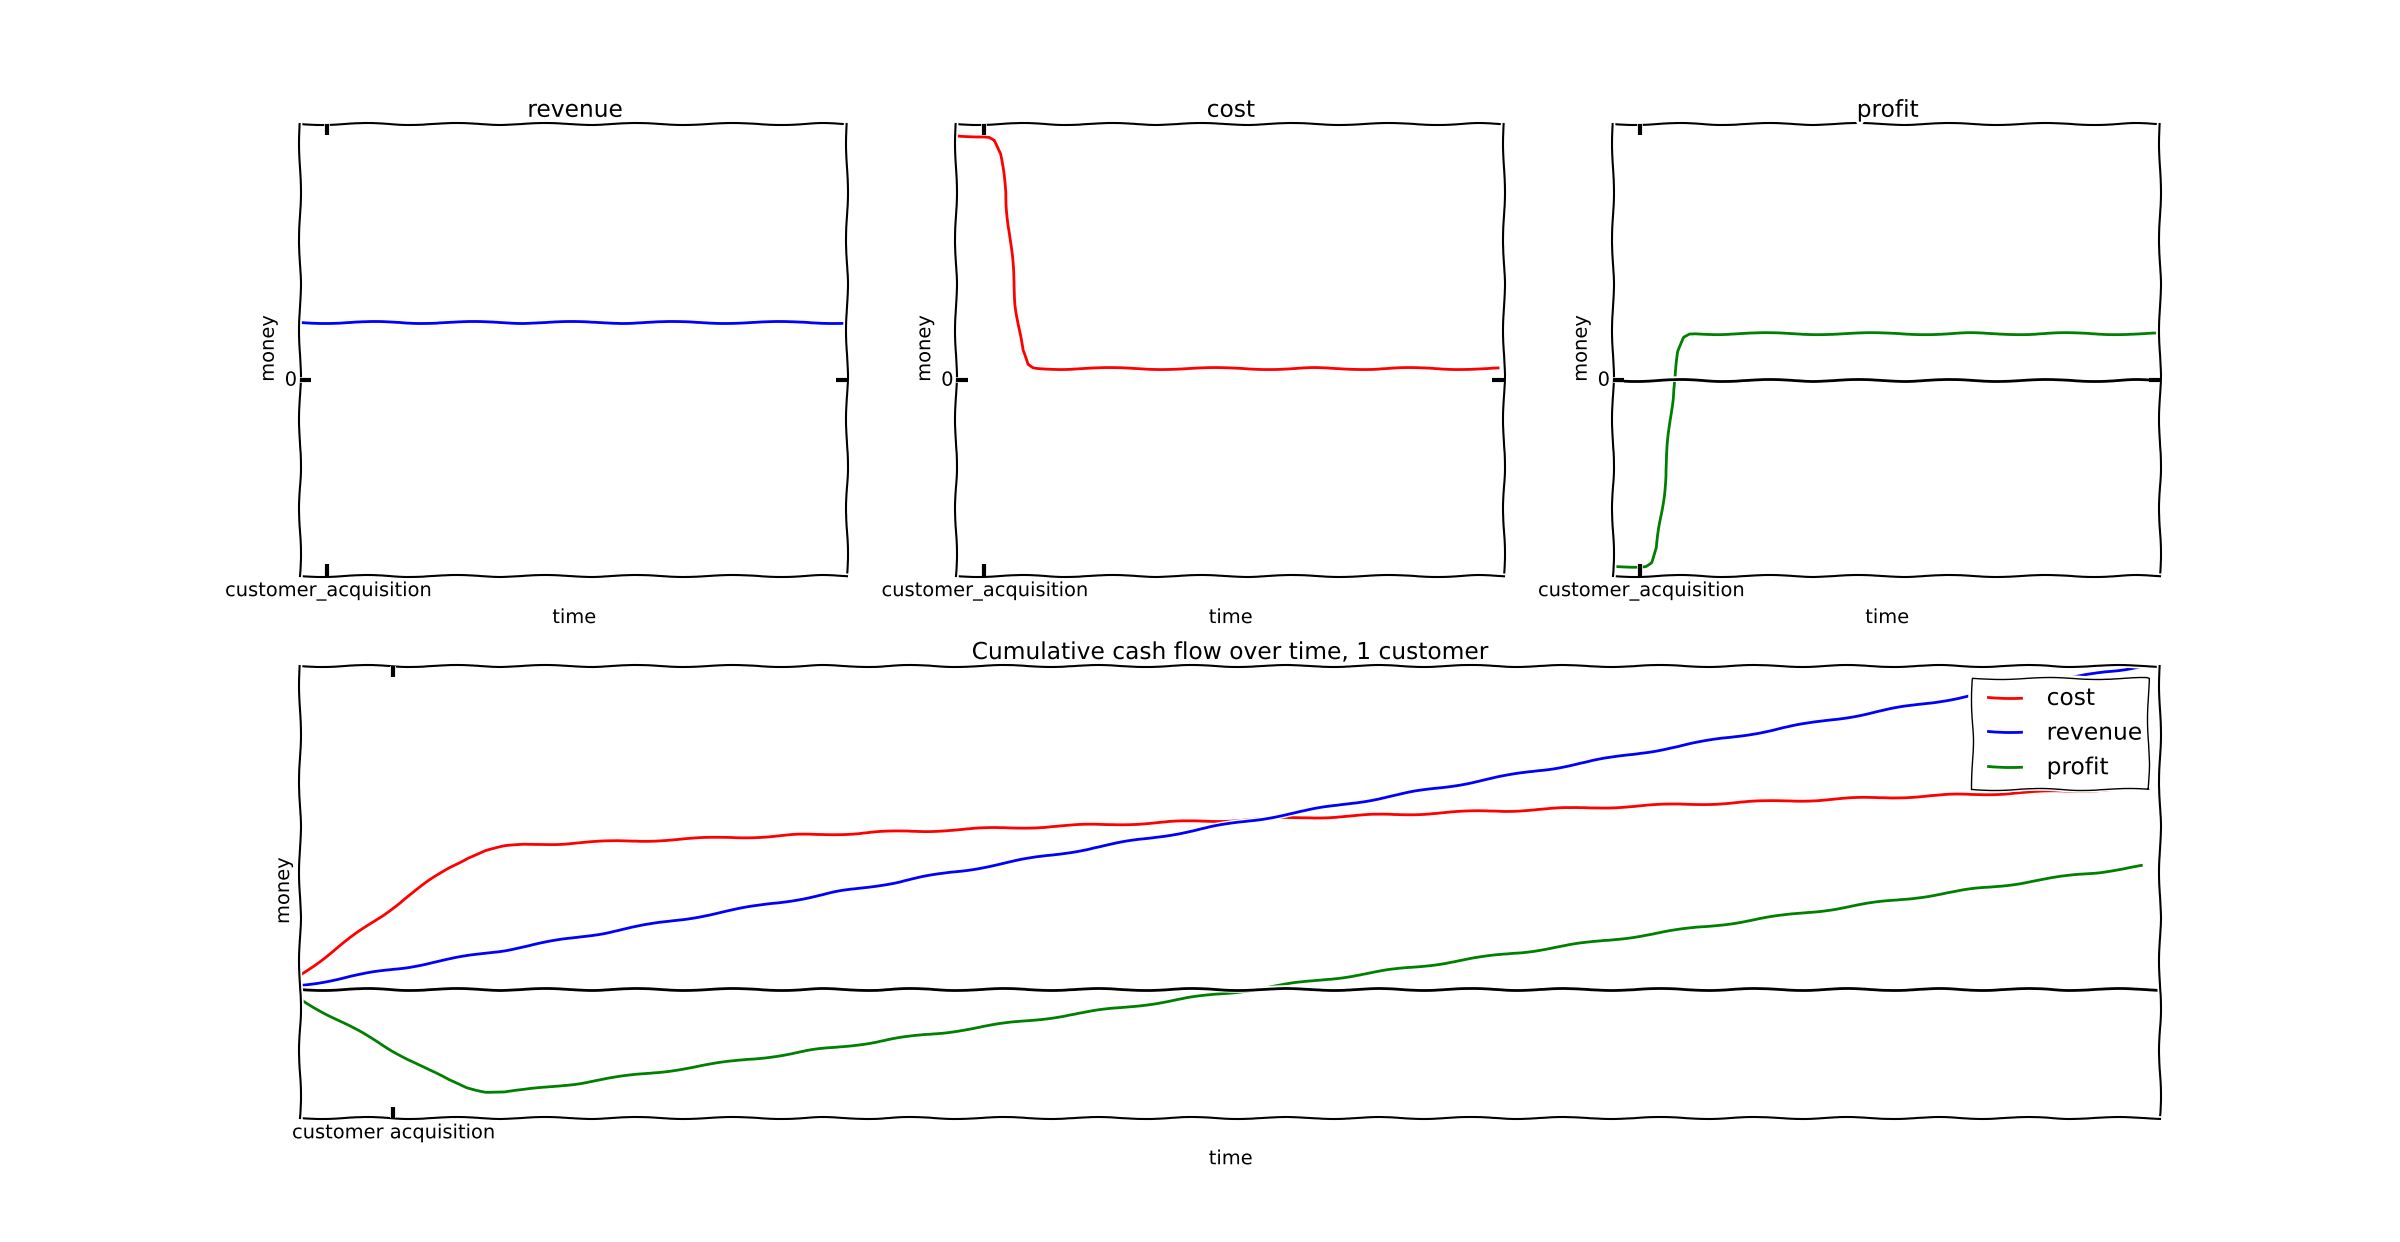 revenue
money
0
customer_acquisition
time
cost
money
0
customer_acquisition
time
profit
money
0
customer_acquisition
time
Cumulative cash flow over time, 1 customer
cost
revenue
profit
money
customer acquisition
time